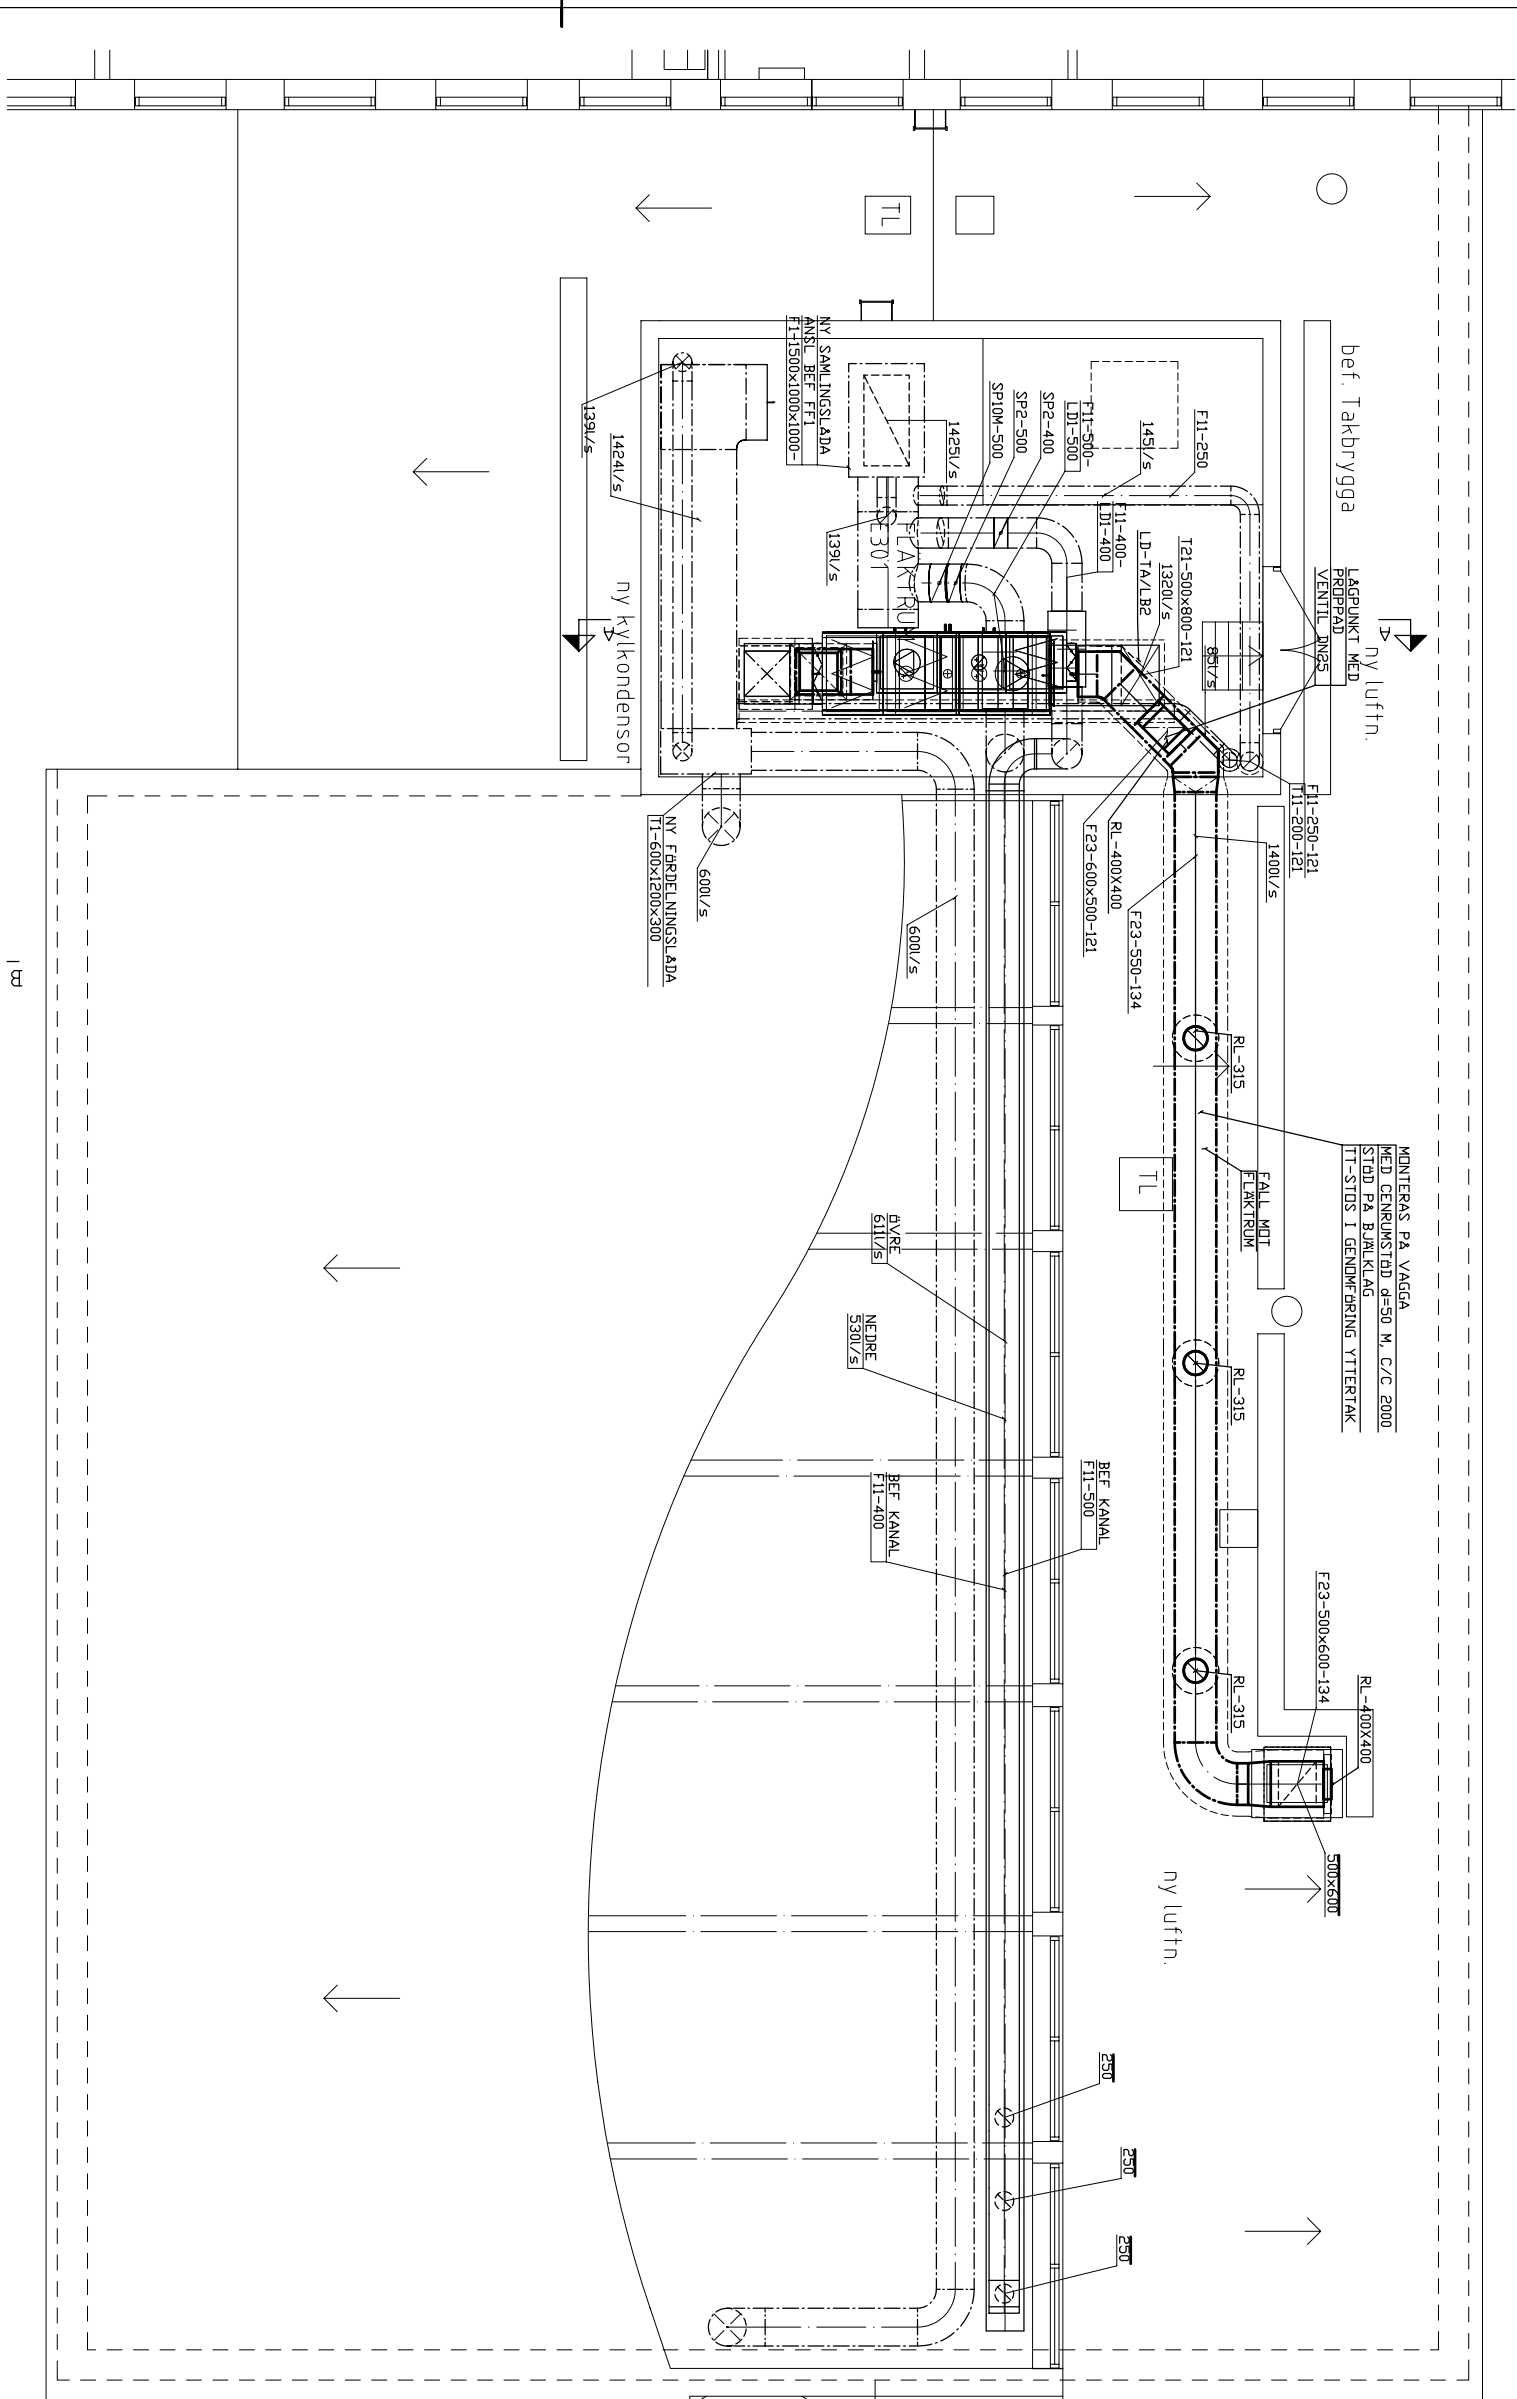 bef. Takbrygga
ny luftn.
LÅGPUNKT MED
PROPPAD
VENTIL DN25
A
F11-250
145l/s
85l/s
T21-500x800-121
1320l/s
LD-TA/LB2
F11-400-
LD1-400
F11-500-
LD1-500
SP2-400
SP2-500
SP10M-500
1425l/s
FLÄKTRUM
301
NY SAMLINGSLÅDA
ANSL BEF FF1
F1-1500x1000x1000-
139l/s
1424l/s
139l/s
ny kylkondensor
A
TL
F11-250-121
T11-200-121
1400l/s
F23-550-134
RL-400X400
F23-600x500-121
600l/s
NY FÖRDELNINGSLÅDA
T1-600x1200x300
600l/s
RL-315
MONTERAS PÅ VAGGA
MED CENRUMSTÖD d=50 M, C/C 2000
STÖD PÅ BJÄLKLAG
TT-STOS I GENOMFÖRING YTTERTAK
FALL MOT
FLÄKTRUM
TL
ÖVRE
611l/s
NEDRE
530l/s
RL-315
BEF KANAL
F11-500
BEF KANAL
F11-400
F23-500x600-134
RL-400X400
RL-315
500x600
ny luftn.
250
250
250
B